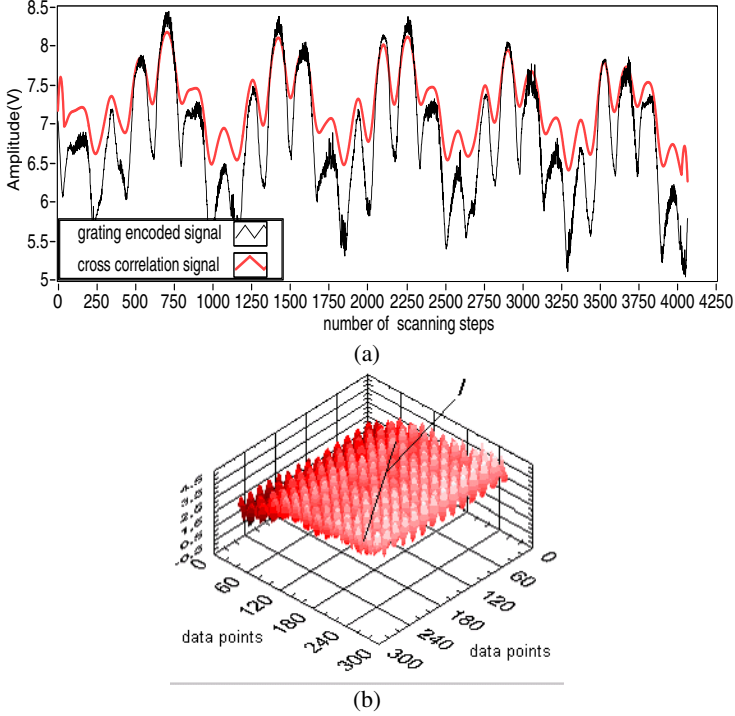 8.5
8
7.5
7
6.5
6
5.5
5
Amplitude(V)
grating encoded signal
cross correlation signal
0 250 500 750 1000 1250 1500 1750 2000 2250 2500 2750 3000 3250 3500 3750 4000 4250
number of scanning steps
(a)
l
0
60
120
180
240
300
data points
0
60
120
180
240
300
data points
(b)